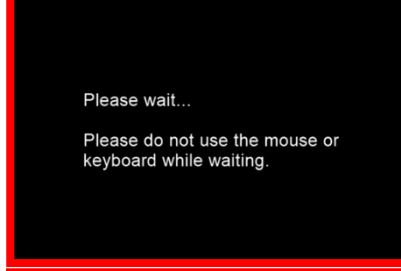 Please wait...
Please do not use the mouse or
keyboard while waiting.